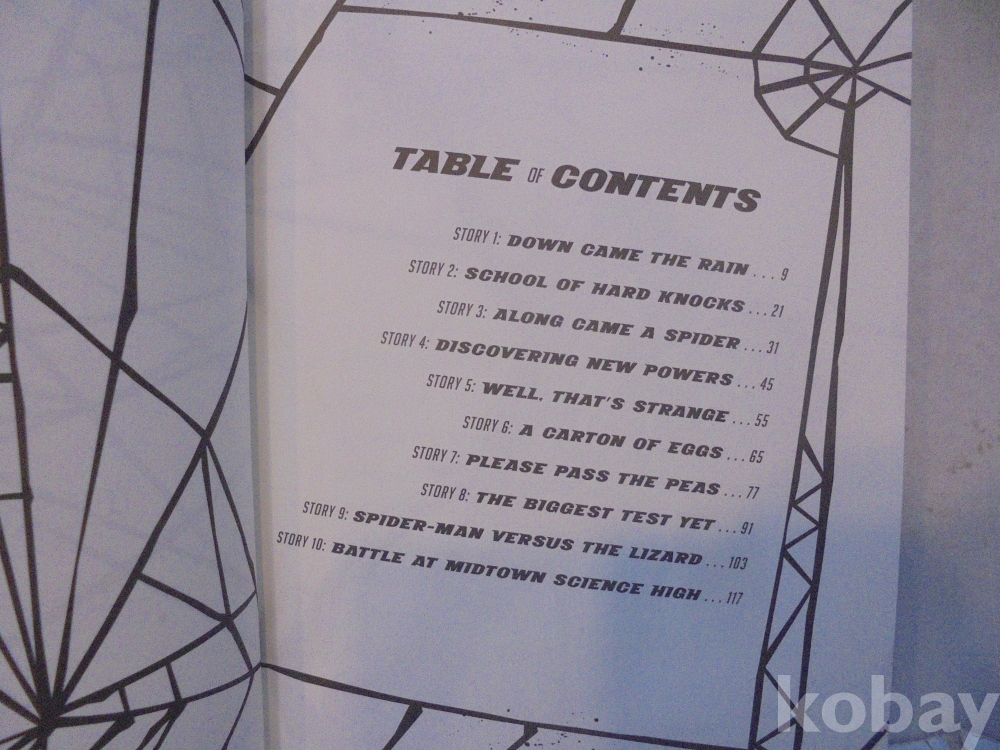 TABLE OF CONTENTS
STORY 1: DOWN CAME THE RAIN ... 9
STORY 2: SCHOOL OF HARD KNOCKS ... 21
STORY 3: ALONG CAME A SPIDER ... 31
STORY 4: DISCOVERING NEW POWERS ... 45
STORY 5: WELL, THAT'S STRANGE ... 55
STORY 6: A CARTON OF EGGS ... 65
STORY 7: PLEASE PASS THE PEAS ... 77
STORY 8: THE BIGGEST TEST YET ... 91
STORY 9: SPIDER-MAN VERSUS THE LIZARD ... 103
STORY 10: BATTLE AT MIDTOWN SCIENCE HIGH ... 117
kobay